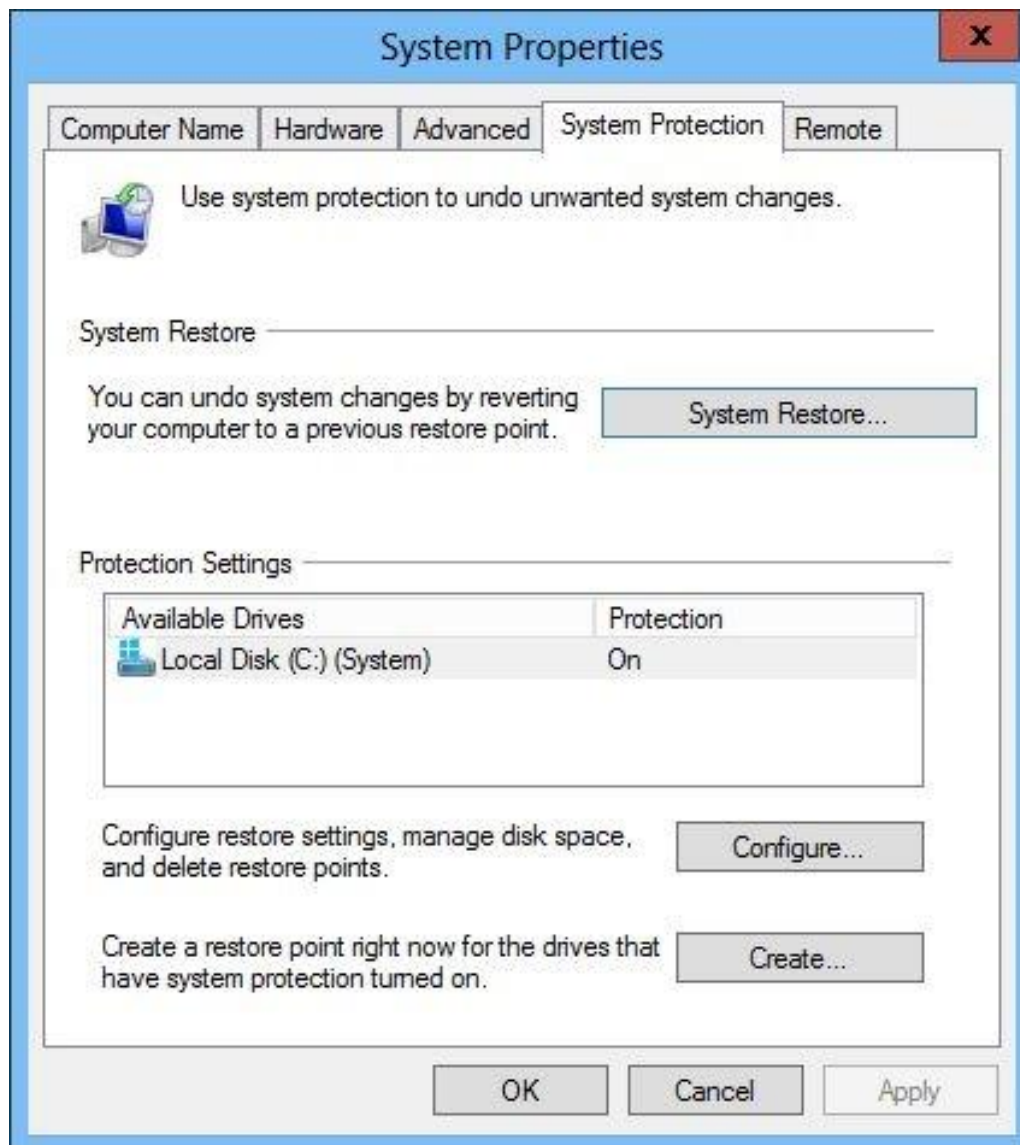 System Properties
x
Computer Name Hardware Advanced System Protection Remote
Use system protection to undo unwanted system changes.
System Restore
You can undo system changes by reverting
your computer to a previous restore point.
System Restore...
Protection Settings
Available Drives Protection
Local Disk (C:) (System) On
Configure restore settings, manage disk space,
and delete restore points.
Configure...
Create a restore point right now for the drives that
have system protection turned on.
Create...
OK Cancel Apply